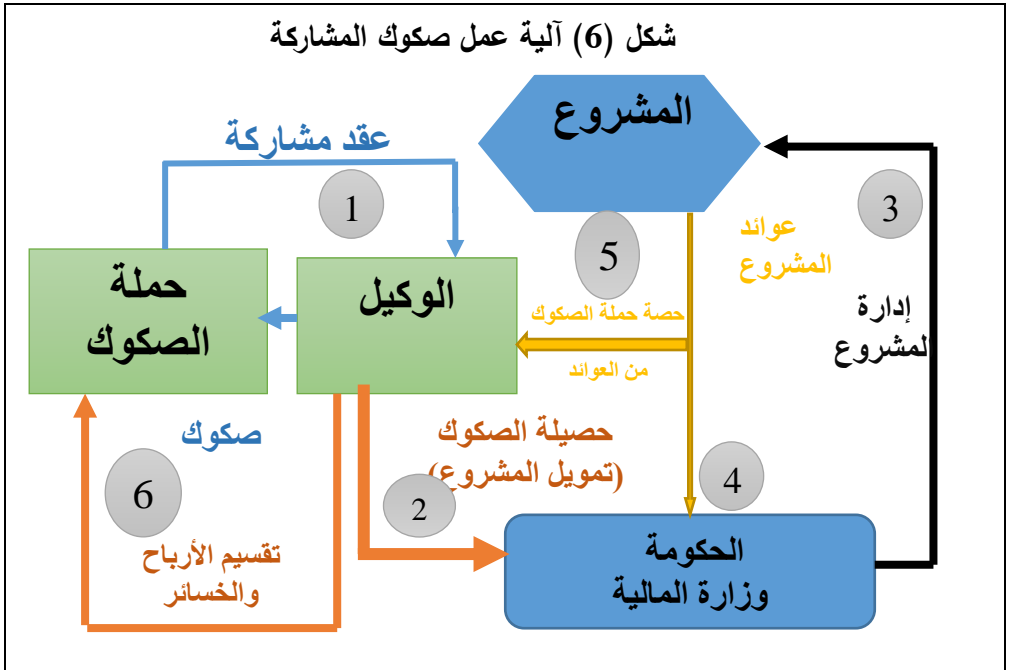 شكل (6) آلية عمل صكوك المشاركة
المشروع
عقد مشاركة
1
3
عوائد
المشروع
5
حملة
الصكوك
الوكيل
حصة حملة الصكوك
من العوائد
إدارة
المشروع
صكوك
حصيلة الصكوك
(تمويل المشروع)
4
6
2
تقسيم الأرباح
والخسائر
الحكومة
وزارة المالية